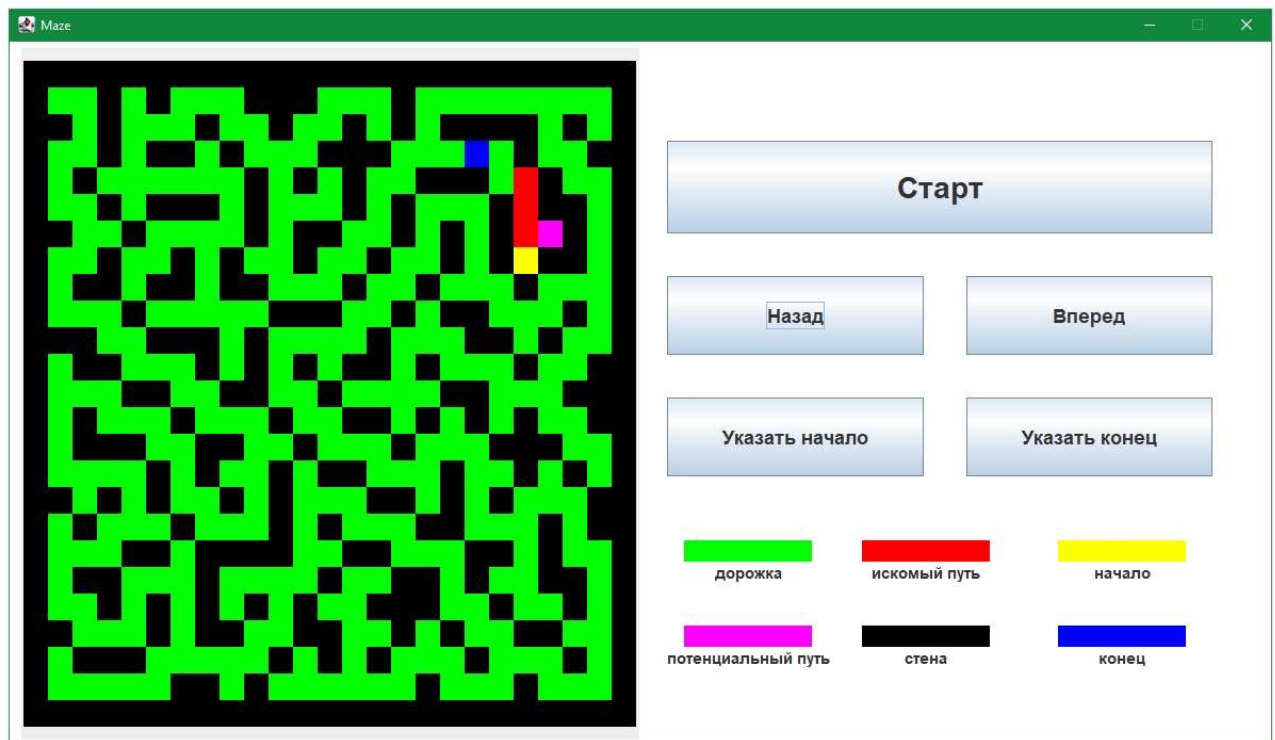 Maze
Старт
Назад
Вперед
Указать начало
Указать конец
дорожка
искомый путь
начало
потенциальный путь
стена
конец